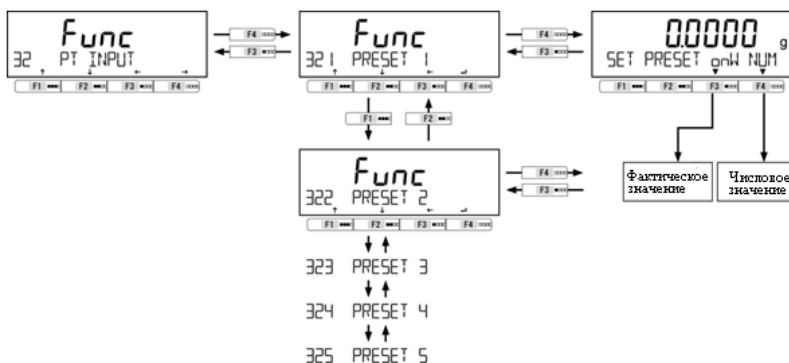 Func
32 PT INPUT
F1 F2 F3 F4
F4
F3
Func
321 PRESET 1
F1 F2 F3 F4
F4
F3
0.0000 g
SET PRESET anW NUM
F1 F2 F3 F4
F1
F2
Func
322 PRESET 2
F1 F2 F3 F4
F4
F3
Фактическое
значение
Числовое
значение
323 PRESET 3
324 PRESET 4
325 PRESET 5